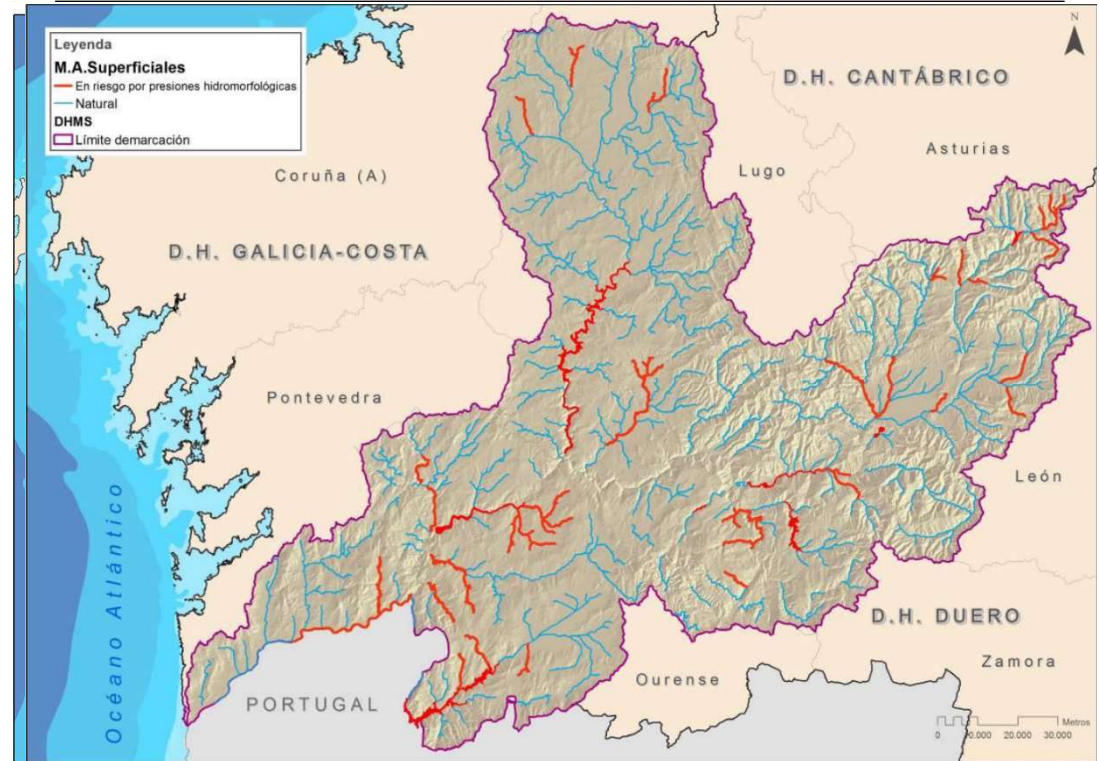 Leyenda
M.A.Superficiales
En riesgo por presiones hidromorfológicas
Natural
DHMS
Límite demarcación
N
D.H. CANTÁBRICO
Asturias
Lugo
Coruña (A)
D.H. GALICIA-COSTA
Pontevedra
León
Océano Atlántico
D.H. DUERO
Zamora
Ourense
PORTUGAL
Metros
20.000 30.000